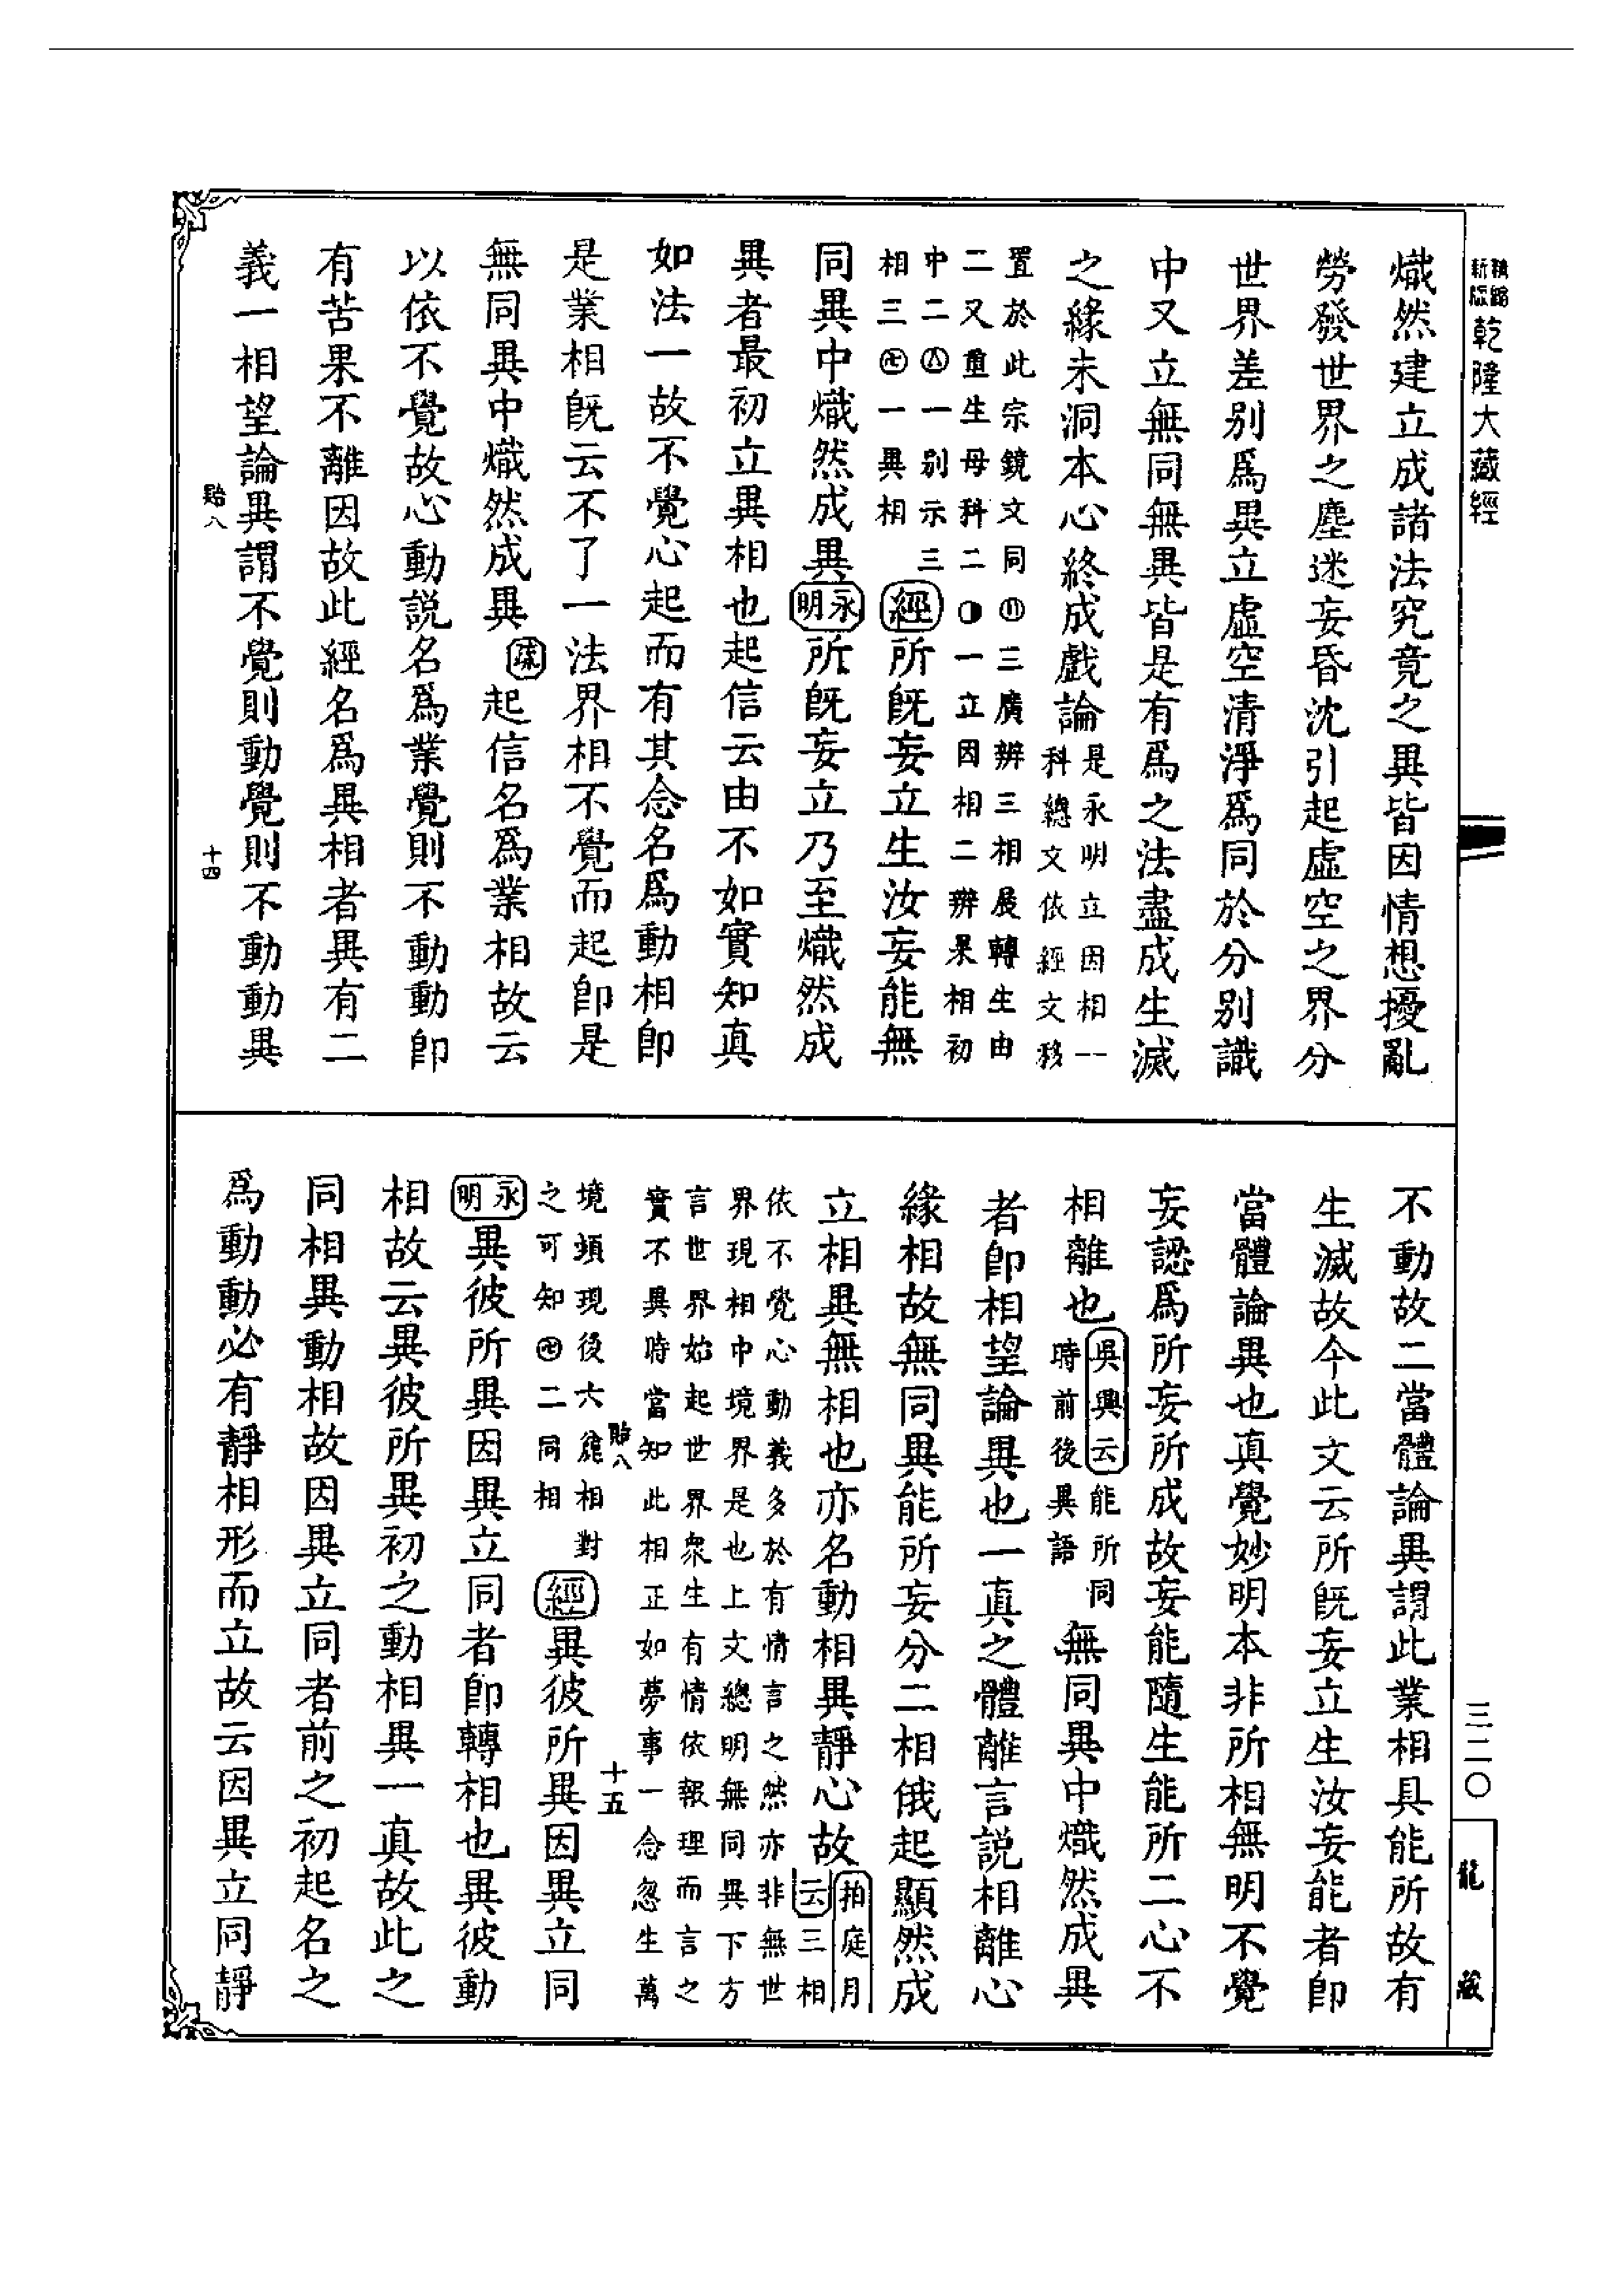 精縮新版乾隆大藏經
熾然建立成諸法究竟之異皆因情想擾亂
勞發世界之塵迷妄昏沈引起虛空之界分
世界差別為異立虛空清淨為同於分別識
中又立無同無異皆是有為之法盡成生滅
之緣未洞本心終成戲論
是永明立因相一
科總文依經文移
置於此宗鏡文同㊁三廣辨三相展轉生由
二又重生母科二◑一立因相二辨果相初
中二㊇一別示三
相三㊆一異相
經所既妄立生汝妄能無
同異中熾然成異永明所既妄立乃至熾然成
異者最初立異相也起信云由不如實知真
如法一故不覺心起而有其念名為動相卽
是業相既云不了一法界相不覺而起卽是
無同異中熾然成異疏起信名為業相故云
以依不覺故心動說名為業覺則不動動卽
有苦果不離因故此經名為異相者異有二
義一相望論異謂不覺則動覺則不動動異
貽八
十四
不動故二當體論異謂此業相具能所故有
生滅故今此文云所既妄立生汝妄能者卽
當體論異也真覺妙明本非所相無明不覺
妄認為所妄所成故妄能隨生能所二心不
相離也
吳興云能所同
時前後異語
無同異中熾然成異
者卽相望論異也一真之體離言說相離心
緣相故無同異能所妄分二相俄起顯然成
立相異無相也亦名動相異靜心故
栢庭月
云三相
依不覺心動義多於有情言之然亦非無世
界現相中境界是也上文總明無同異下方
言世界始起世界眾生有情依報理而言之
實不異時當知此相正如夢事一念忽生萬
貽八
十五
境頓現後六麤相對
之可知㊆二同相
經異彼所異因異立同
永明異彼所異因異立同者卽轉相也異彼動
相故云異彼所異初之動相異一真故此之
同相異動相故因異立同者前之初起名之
為動動必有靜相形而立故云因異立同靜
三二〇
龍藏